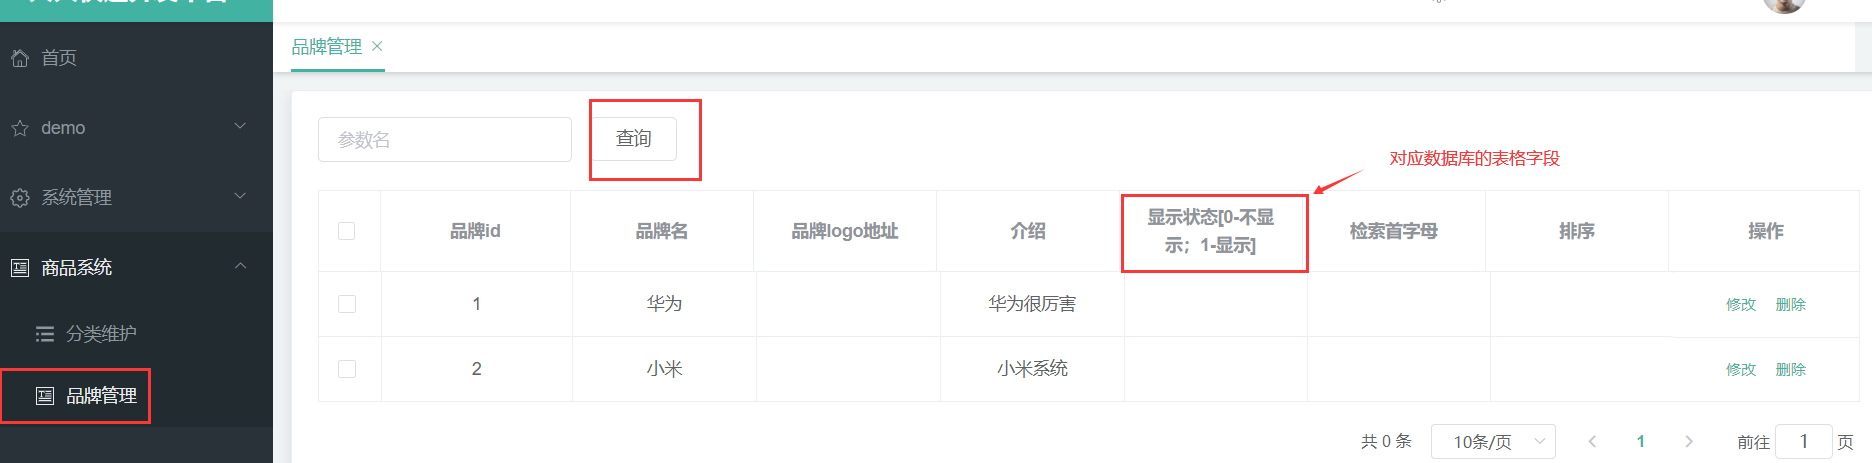 首页
demo
系统管理
商品系统
分类维护
品牌管理
品牌管理
参数名
查询
对应数据库的表格字段
品牌id
品牌名
品牌logo地址
介绍
显示状态[0-不显
示；1-显示]
检索首字母
排序
操作
1
华为
华为很厉害
修改
删除
2
小米
小米系统
修改
删除
共 0 条
10条/页
1
前往
1
页